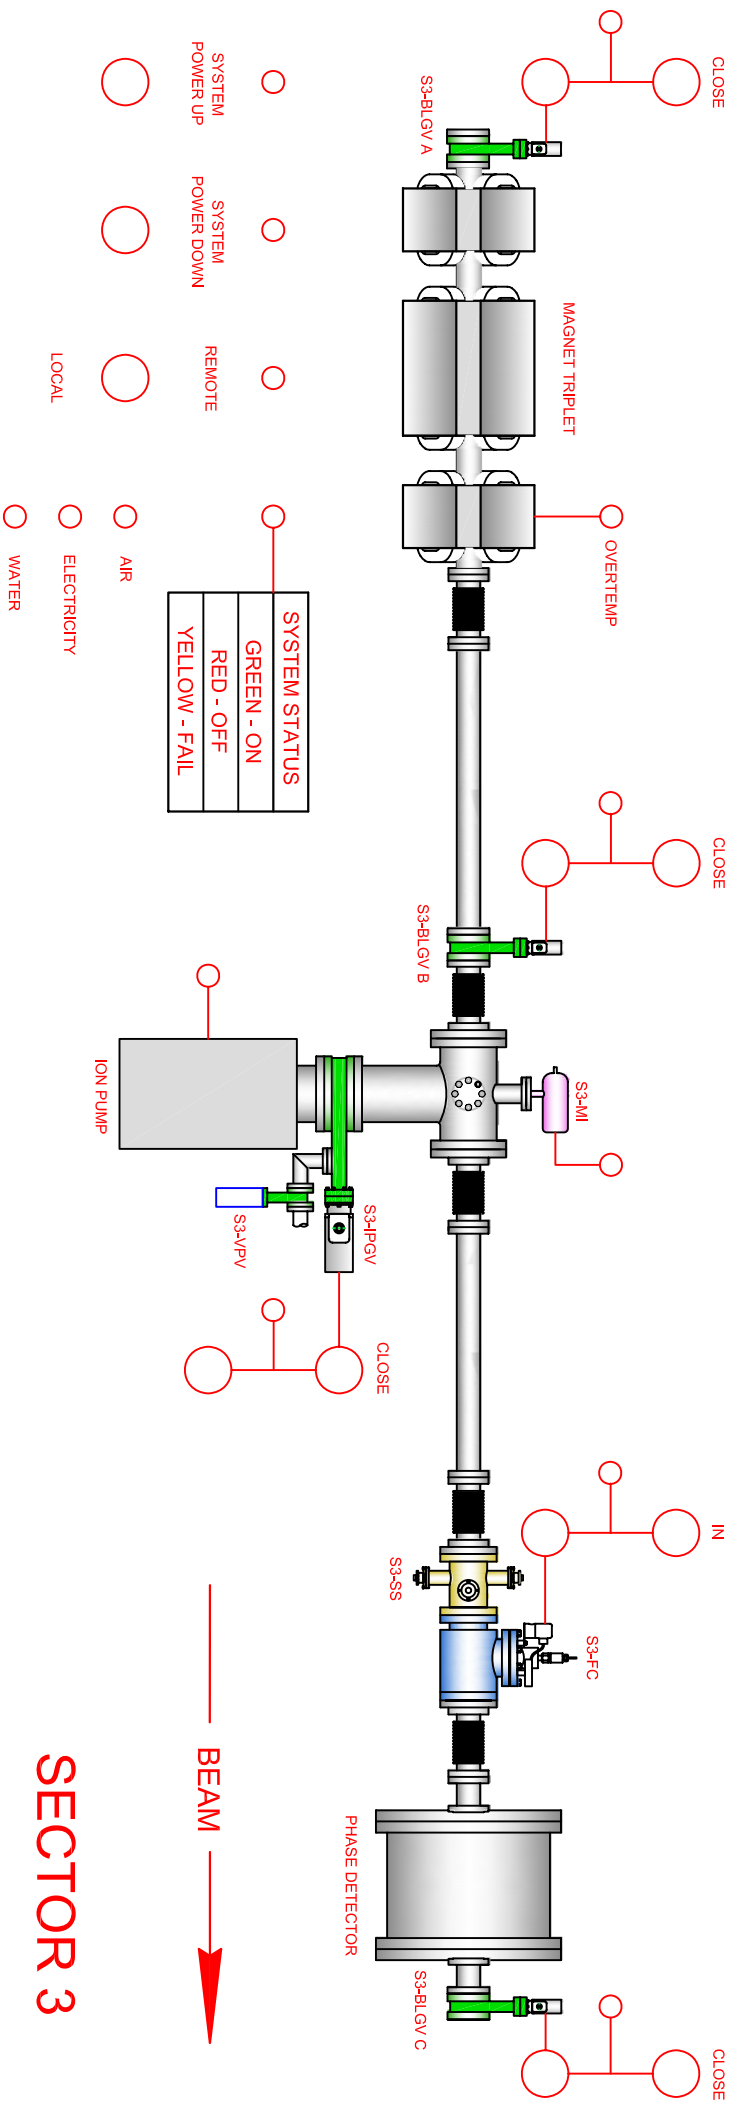 CLOSE
CLOSE
IN
CLOSE
S3-MI
S3-FC
MAGNET TRIPLET
OVERTEMP
S3-BLGV A
S3-BLGV B
S3-SS
S3-BLGV C
S3-IPGV
CLOSE
PHASE DETECTOR
S3-VPV
ION PUMP
SYSTEM
POWER UP
SYSTEM
POWER DOWN
REMOTE
LOCAL
SYSTEM STATUS
GREEN - ON
RED - OFF
YELLOW - FAIL
AIR
ELECTRICITY
WATER
BEAM
SECTOR 3